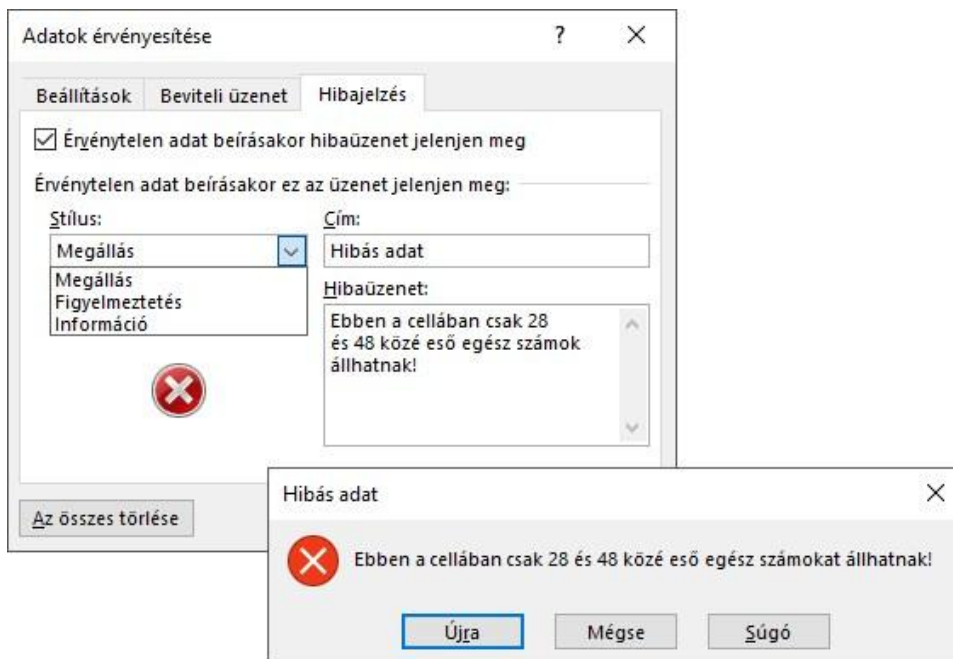 Adatok érvényesítése ?
Beállítások Beviteli üzenet Hibajelzés
Érvénytelen adat beírásakor hibaüzenet jelenjen meg
Érvénytelen adat beírásakor ez az üzenet jelenjen meg:
Stílus:
Megállás
Megállás
Figyelmeztetés
Információ
Cím:
Hibás adat
Hibaüzenet:
Ebben a cellában csak 28
és 48 közé eső egész számok
állhatnak!
Az összes törlése
Hibás adat
Ebben a cellában csak 28 és 48 közé eső egész számokat állhatnak!
Újra Mégse Súgó